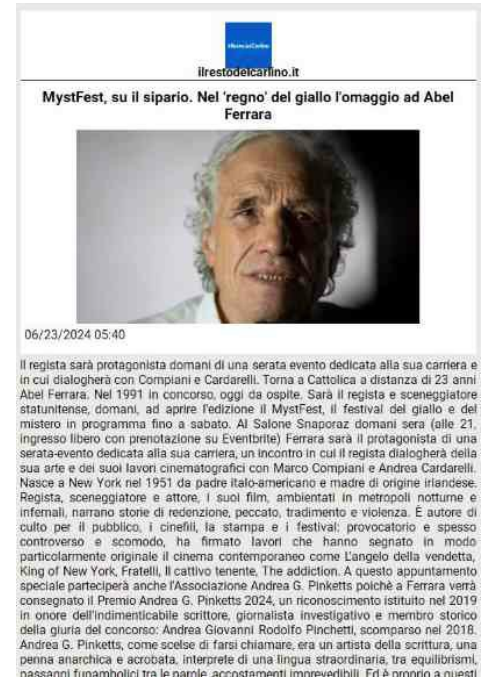 ilrestodelcarlino.it
MystFest, su il sipario. Nel 'regno' del giallo l'omaggio ad Abel
Ferrara
06/23/2024 05:40
Il regista sarà protagonista domani di una serata evento dedicata alla sua carriera e
in cui dialogherà con Compiani e Cardarelli. Torna a Cattolica a distanza di 23 anni
Abel Ferrara. Nel 1991 in concorso, oggi da ospite. Sarà il regista e sceneggiatore
statunitense, domani, ad aprire l'edizione il MystFest, il festival del giallo e del
mistero in programma fino a sabato. Al Salone Snaporaz domani sera (alle 21,
ingresso libero con prenotazione su Eventbrite) Ferrara sarà il protagonista di una
serata-evento dedicata alla sua carriera, un incontro in cui il regista dialogherà della
sua arte e dei suoi lavori cinematografici con Marco Compiani e Andrea Cardarelli.
Nasce a New York nel 1951 da padre italo-americano e madre di origine irlandese.
Regista, sceneggiatore e attore, I suoi film, ambientati in metropoli notturne e
infernali, narrano storie di redenzione, peccato, tradimento e violenza. È autore di
culto per il pubblico, i cinefili, la stampa e i festival; provocatorio e spesso
controverso e scomodo, ha firmato lavori che hanno segnato in modo
particolarmente originale il cinema contemporaneo come L'angelo della vendetta,
King of New York, Fratelli, Il cattivo tenente, The addiction. A questo appuntamento
speciale parteciperà anche l'Associazione Andrea G. Pinketts poichè a Ferrara verrà
consegnato il Premio Andrea G. Pinketts 2024, un riconoscimento istituito nel 2019
in onore dell'indimenticabile scrittore, giornalista investigativo e membro storico
della giuria del concorso: Andrea Giovanni Rodolfo Pinchetti, scomparso nel 2018.
Andrea G. Pinketts, come scelse di farsi chiamare, era un artista della scrittura, una
penna anarchica e acrobata, interprete di una lingua straordinaria, tra equilibrismi,
passaggi funambolici tra le parole, accostamenti imprevedibili. Ed è proprio a questi